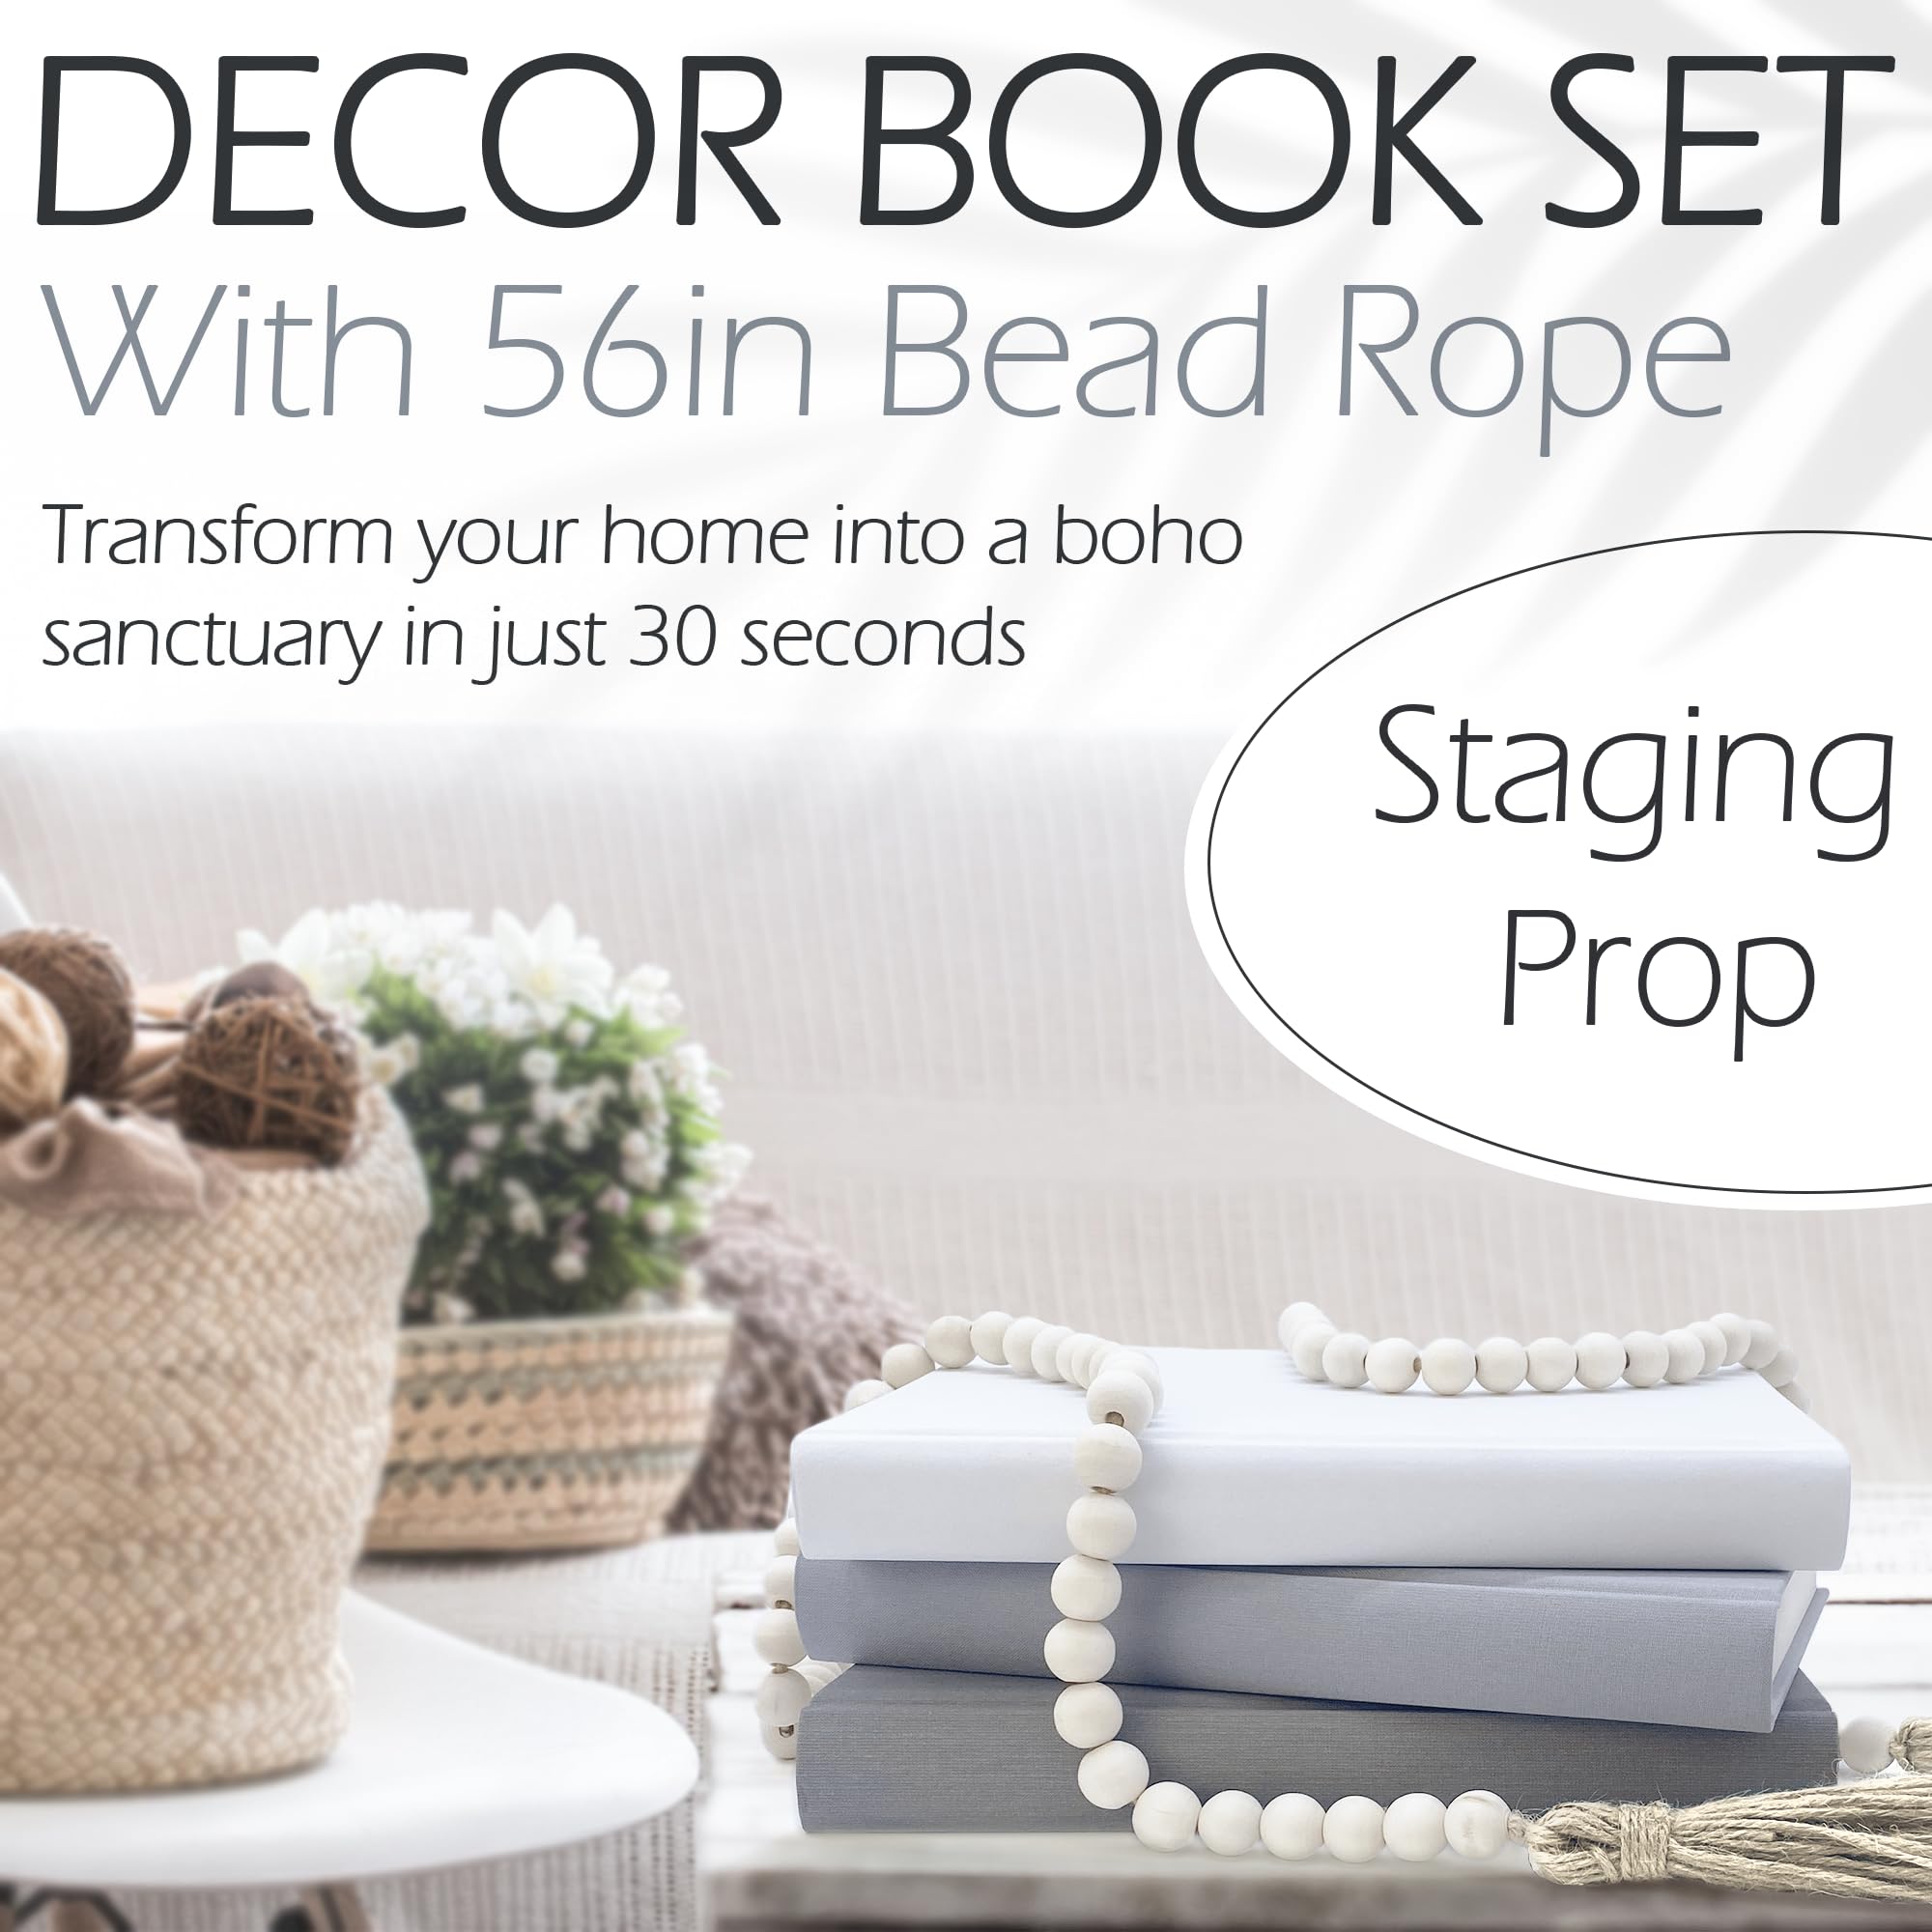 DECOR BOOK SET
With 56in Bead Rope
Transform your home into a boho
sanctuary in just 30 seconds
Staging
Prop